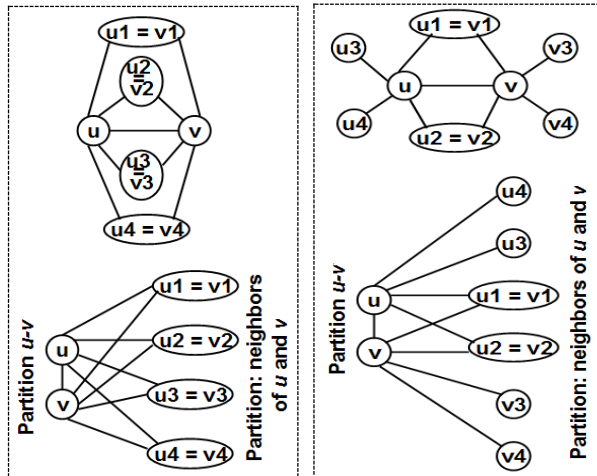 u1 = v1
u2
=
v2
u
v
u3
=
v3
u4 = v4
Partition u-v
u
v
u1 = v1
u2 = v2
u3 = v3
u4 = v4
Partition: neighbors
of u and v
u1 = v1
u3
v3
u
v
u4
v4
u2 = v2
Partition u-v
u
v
u4
u3
u1 = v1
u2 = v2
v3
v4
Partition: neighbors of u and v